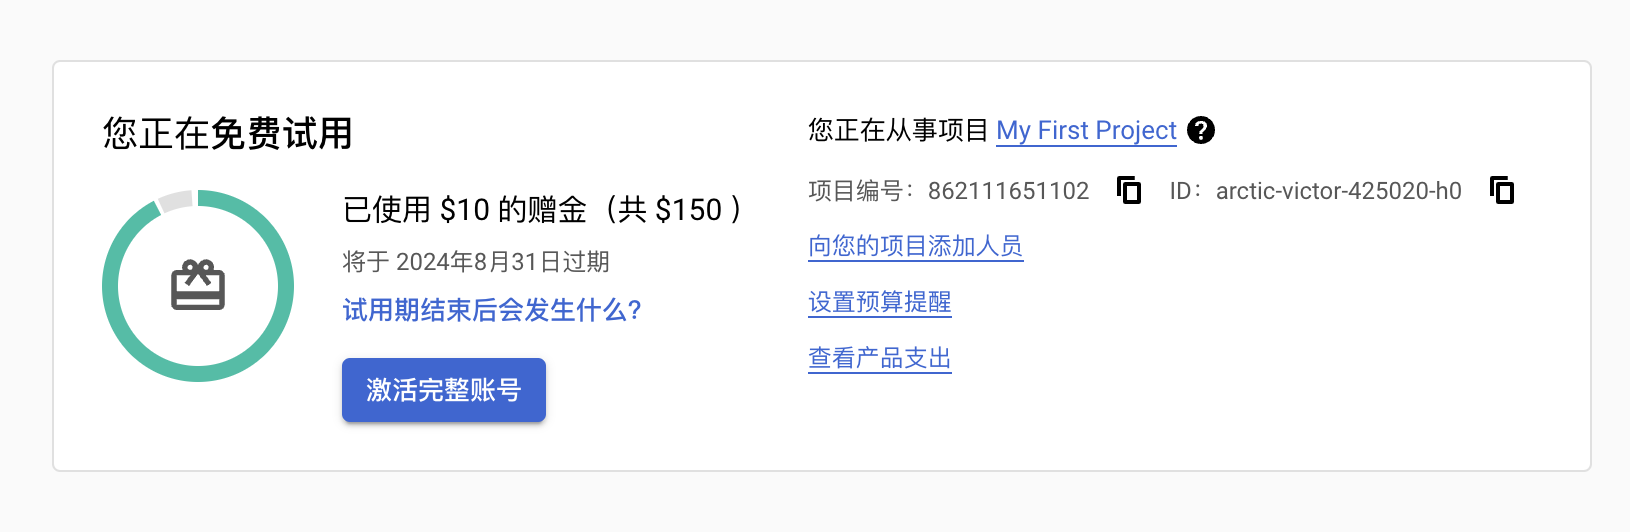 您正在免费试用
已使用 $10 的赠金（共 $150 ）
将于 2024年8月31日过期
试用期结束后会发生什么?
激活完整账号
您正在从事项目 My First Project ?
项目编号：862111651102 ID：arctic-victor-425020-h0
向您的项目添加人员
设置预算提醒
查看产品支出